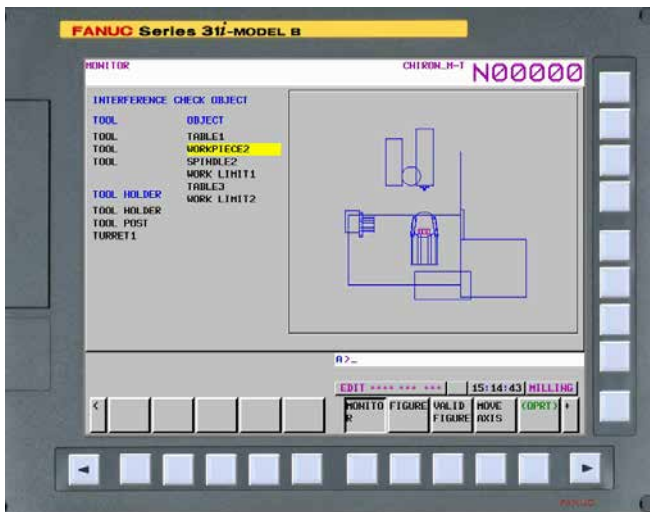 FANUC Series 31i-MODEL B
MONITOR
CHIRON_M-T N00000
INTERFERENCE CHECK OBJECT
TOOL OBJECT
TOOL TABLE1
TOOL WORKPIECE2
TOOL SPINDLE2
WORK LIMIT1
TOOL HOLDER TABLE3
TOOL HOLDER WORK LIMIT2
TOOL POST
TURRET1
A>_
EDIT **** *** *** 15:14:43 MILLING
< MONITO FIGURE VALID MOVE (OPRT) +
R FIGURE AXIS
FANUC